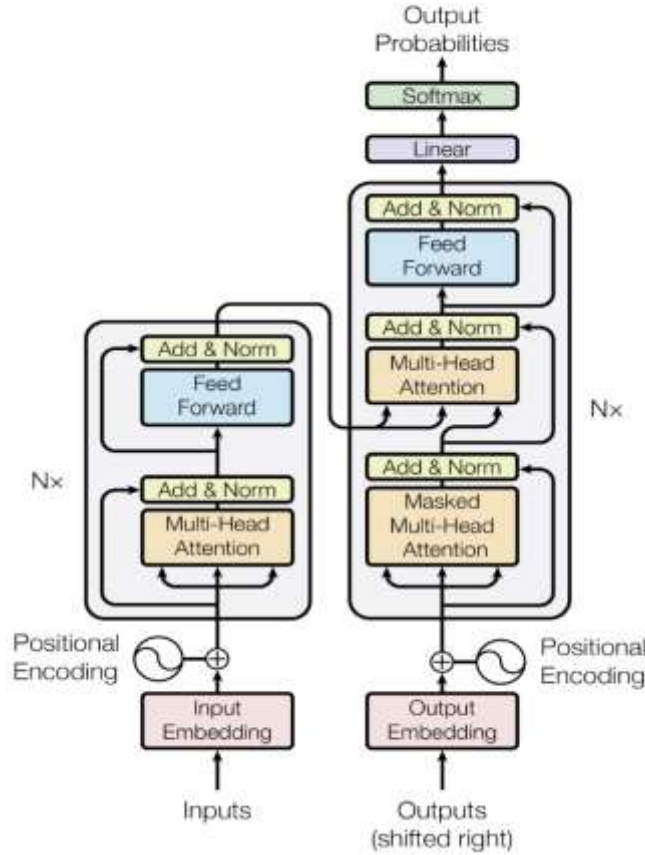 Output
Probabilities
Softmax
Linear
Add & Norm
Feed
Forward
Add & Norm
Multi-Head
Attention
N×
Add & Norm
Masked
Multi-Head
Attention
Add & Norm
Feed
Forward
N×
Add & Norm
Multi-Head
Attention
Positional
Encoding
Positional
Encoding
Input
Embedding
Output
Embedding
Inputs
Outputs
(shifted right)